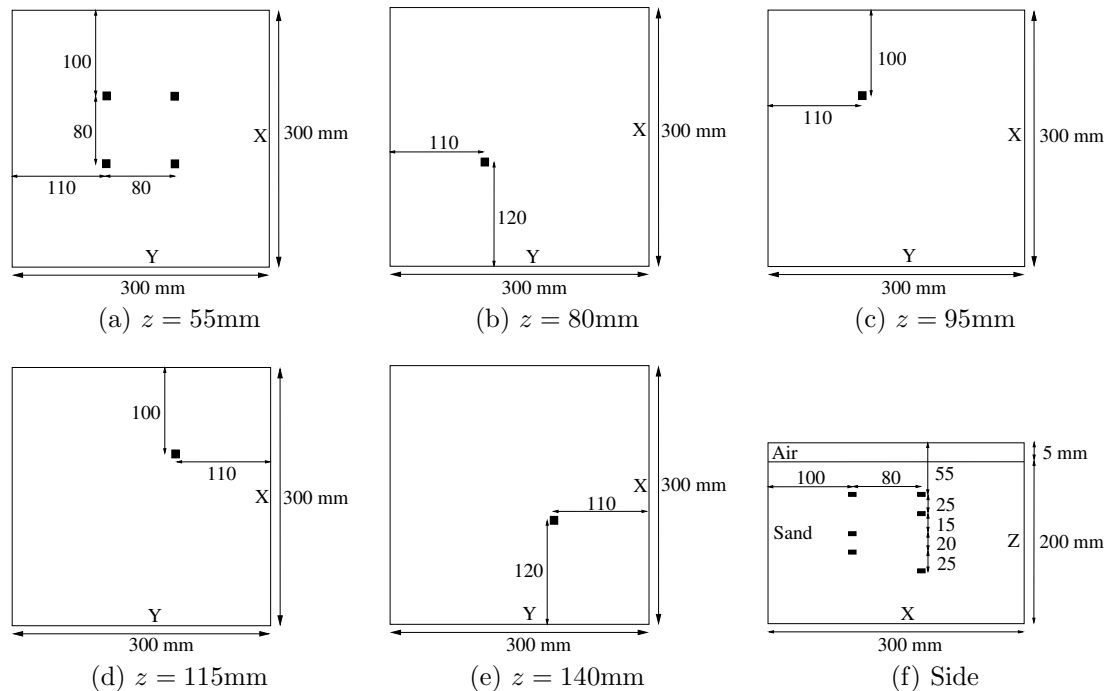 100
80
X
300 mm
110
80
Y
300 mm
(a) z = 55mm
110
X
300 mm
120
Y
300 mm
(b) z = 80mm
100
110
X
300 mm
Y
300 mm
(c) z = 95mm
100
110
X
300 mm
Y
300 mm
(d) z = 115mm
X
300 mm
110
120
Y
300 mm
(e) z = 140mm
Air
5 mm
100
80
55
25
15
Sand
Z
200 mm
20
25
X
300 mm
(f) Side